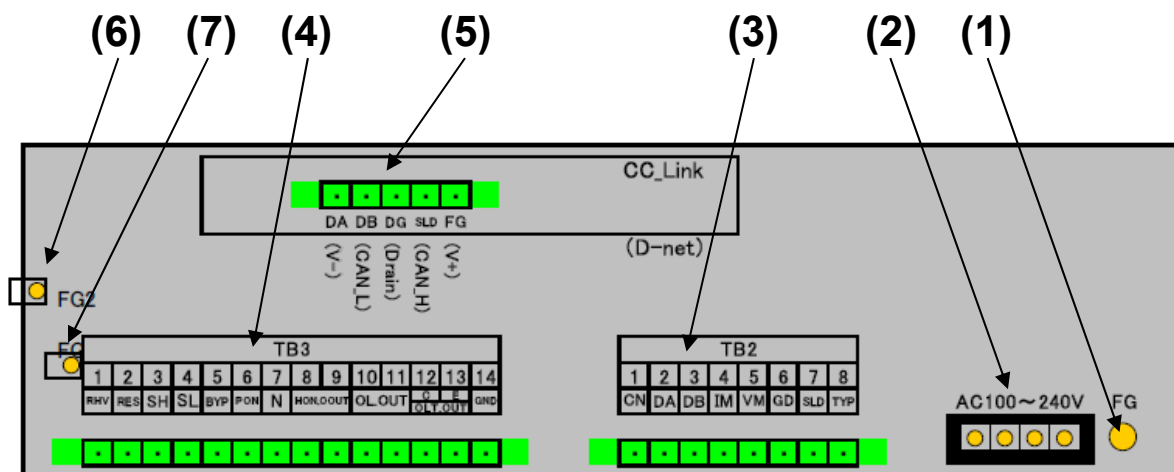 (6) (7) (4) (5) (3) (2) (1)
CC_Link
DA DB DG SLD FG
(D-net)
(V-) (CAN_L) (Drain) (CAN_H) (V+)
FG2
TB3
1 2 3 4 5 6 7 8 9 10 11 12 13 14
RHV RES SH SL BYP PON N HON.OOUT OL.OUT C E OLT.OUT GND
TB2
1 2 3 4 5 6 7 8
CN DA DB IM VM GD SLD TYP
AC100～240V FG